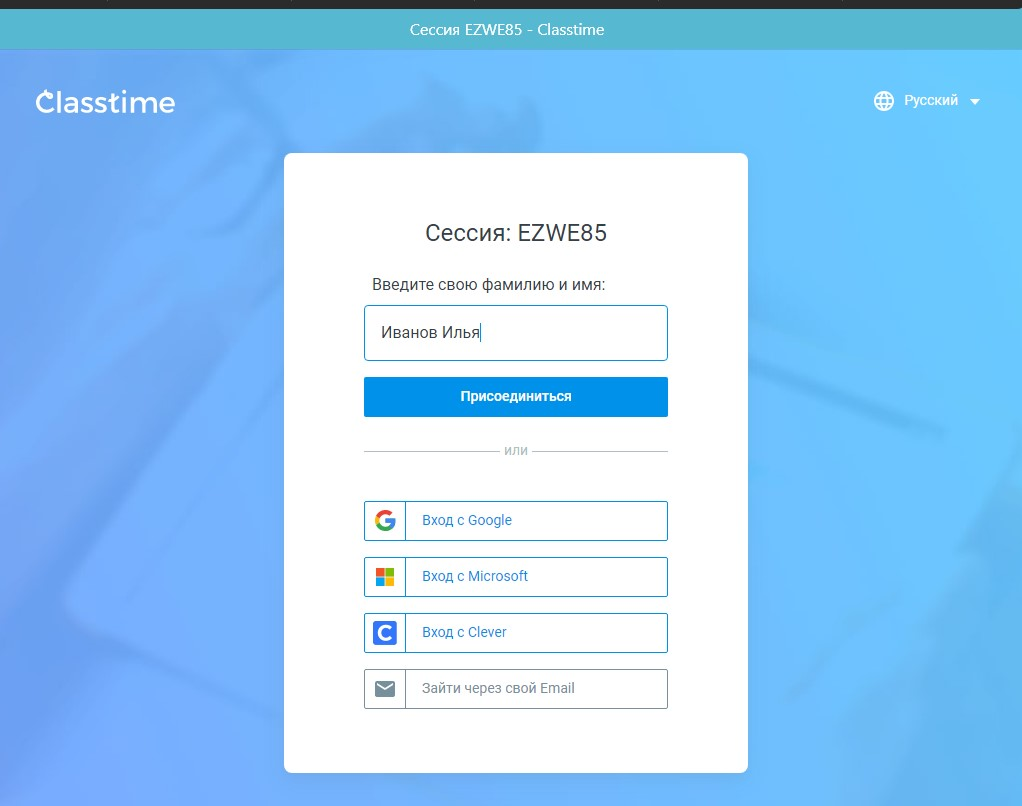 Сессия EZWE85 - Classtime
Classtime
Русский
Сессия: EZWE85
Введите свою фамилию и имя:
Иванов Илья
Присоединиться
или
Вход с Google
Вход с Microsoft
Вход с Clever
Зайти через свой Email